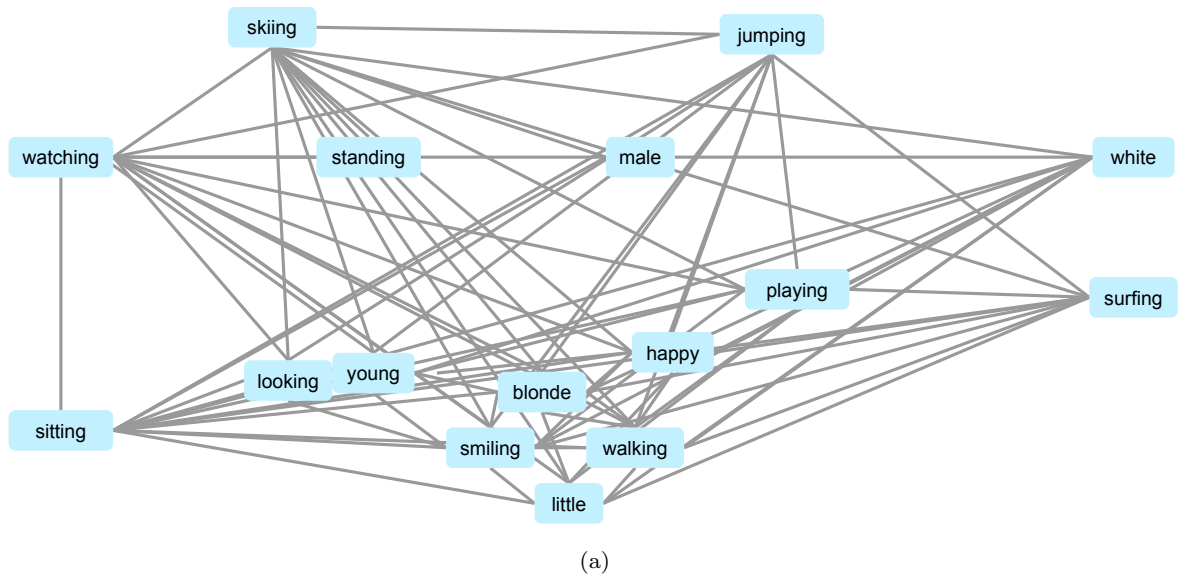 skiing
jumping
watching
standing
male
white
playing
surfing
happy
looking
young
blonde
sitting
smiling
walking
little
(a)